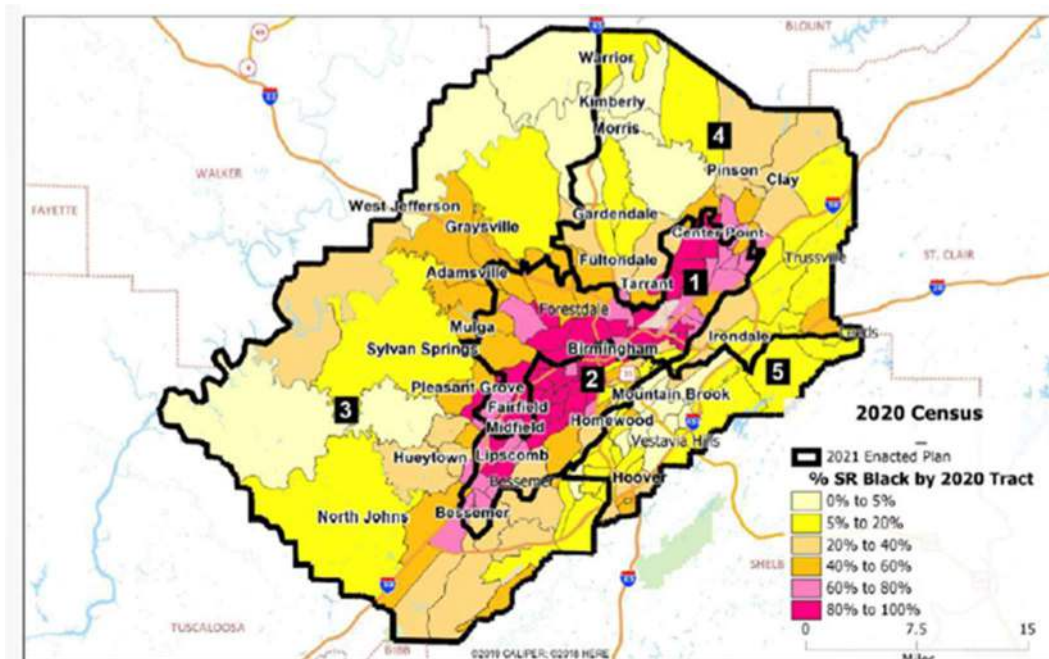 BLOUNT
65
Warrior
Kimberly
Morris
4
WALKER
Pinson
Clay
FAYETTE
West Jefferson
Graysville
Gardendale
Center Point
ST. CLAIR
Adamsville
Fultondale
Trussville
Tarrant
1
Forestdale
Mulga
Birmingham
Irondale
Sylvan Springs
Pleasant Grove
2
Mountain Brook
5
Fairfield
3
Midfield
Homewood
Vestavia Hills
Hueytown
Lipscomb
Bessemer
Hoover
North Johns
Bessemer
2020 Census
2021 Enacted Plan
% SR Black by 2020 Tract
0% to 5%
5% to 20%
20% to 40%
40% to 60%
60% to 80%
80% to 100%
SHELB
TUSCALOOSA
BIBB
0 7.5 15
Miles
©2019 CALIPER; ©2018 HERE